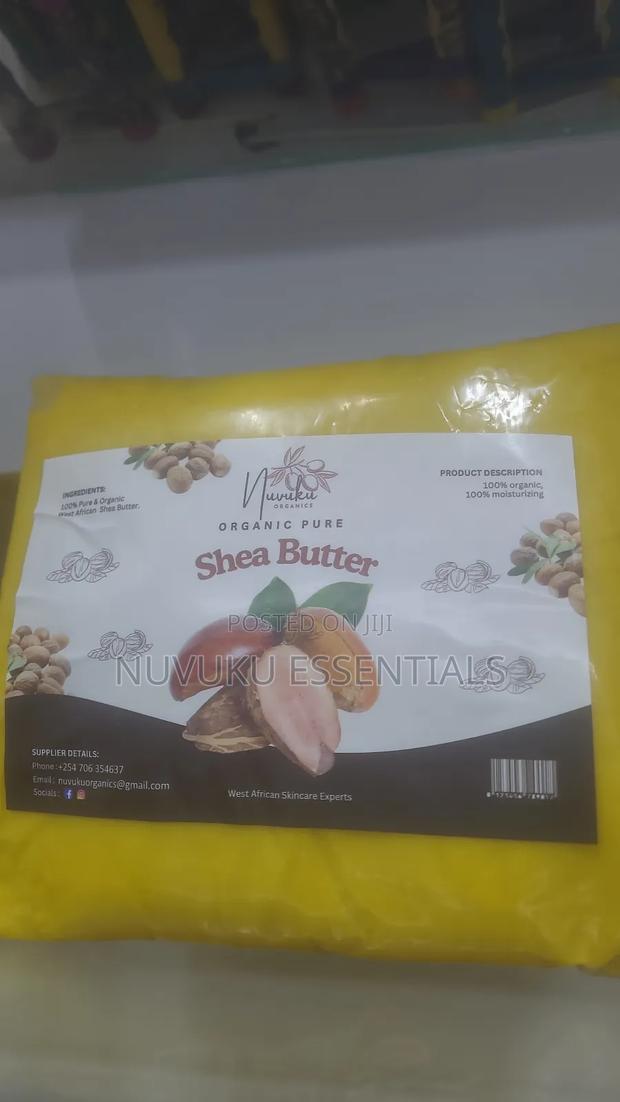 INGREDIENTS:
100% Pure & Organic
West African Shea Butter.
Nuvuku
ORGANICS
ORGANIC PURE
Shea Butter
PRODUCT DESCRIPTION
100% organic,
100% moisturizing
POSTED ON JIJI
NUVUKU ESSENTIALS
SUPPLIER DETAILS:
Phone : +254 706 354637
Email : nuvukuorganics@gmail.com
Socials :
West African Skincare Experts